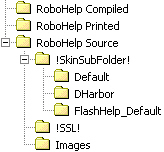 RoboHelp Compiled
RoboHelp Printed
RoboHelp Source
!SkinSubFolder!
Default
DHarbor
FlashHelp_Default
!SSL!
Images